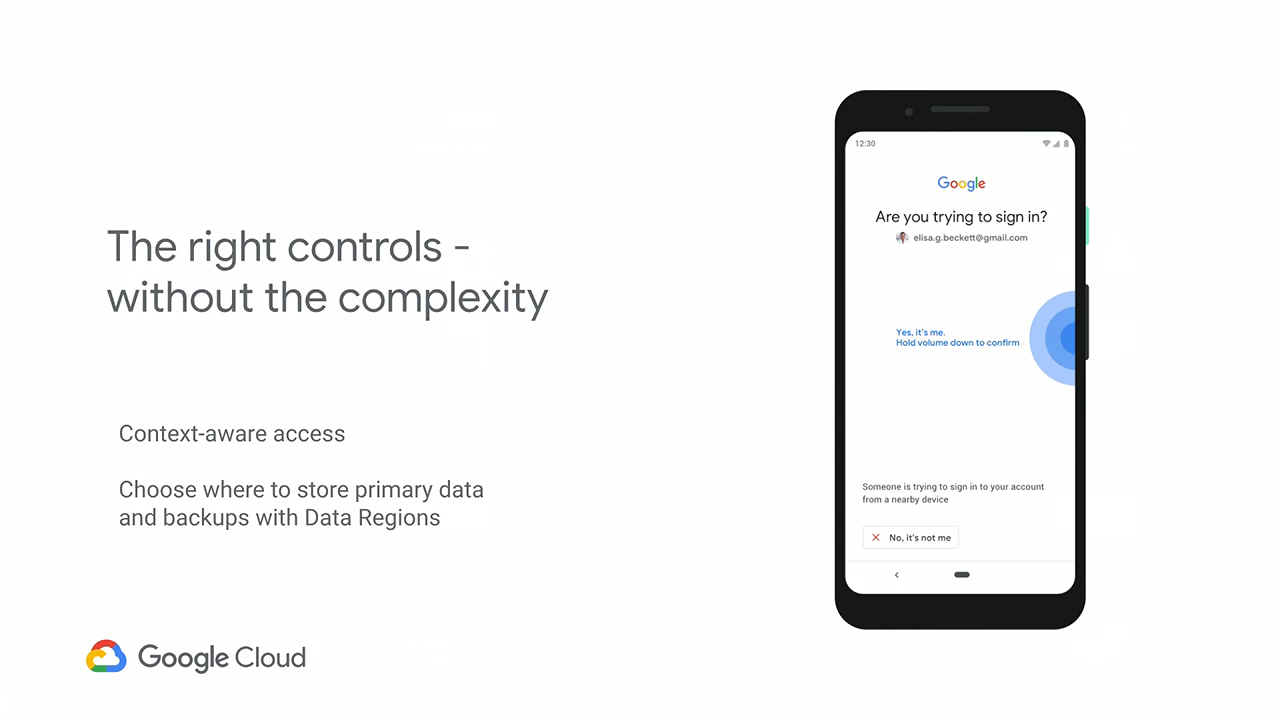 The right controls -
without the complexity
Context-aware access
Choose where to store primary data
and backups with Data Regions
Google Cloud
12:30
Google
Are you trying to sign in?
elisa.g.beckett@gmail.com
Yes, it's me.
Hold volume down to confirm
Someone is trying to sign in to your account
from a nearby device
No, it's not me